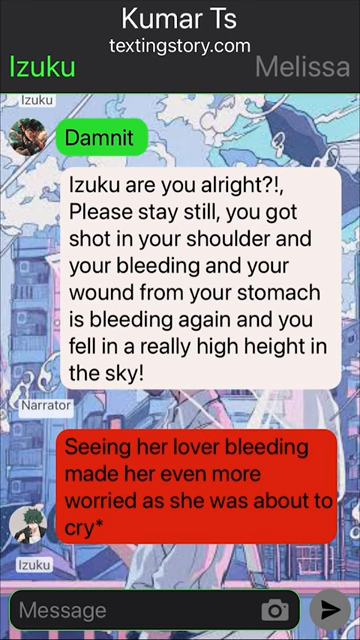 Kumar Ts
textingstory.com
Izuku
Melissa
Izuku
Damnit
Izuku are you alright?!,
Please stay still, you got
shot in your shoulder and
your bleeding and your
wound from your stomach
is bleeding again and you
fell in a really high height in
the sky!
Narrator
Seeing her lover bleeding
made her even more
worried as she was about to
cry*
Izuku
Message